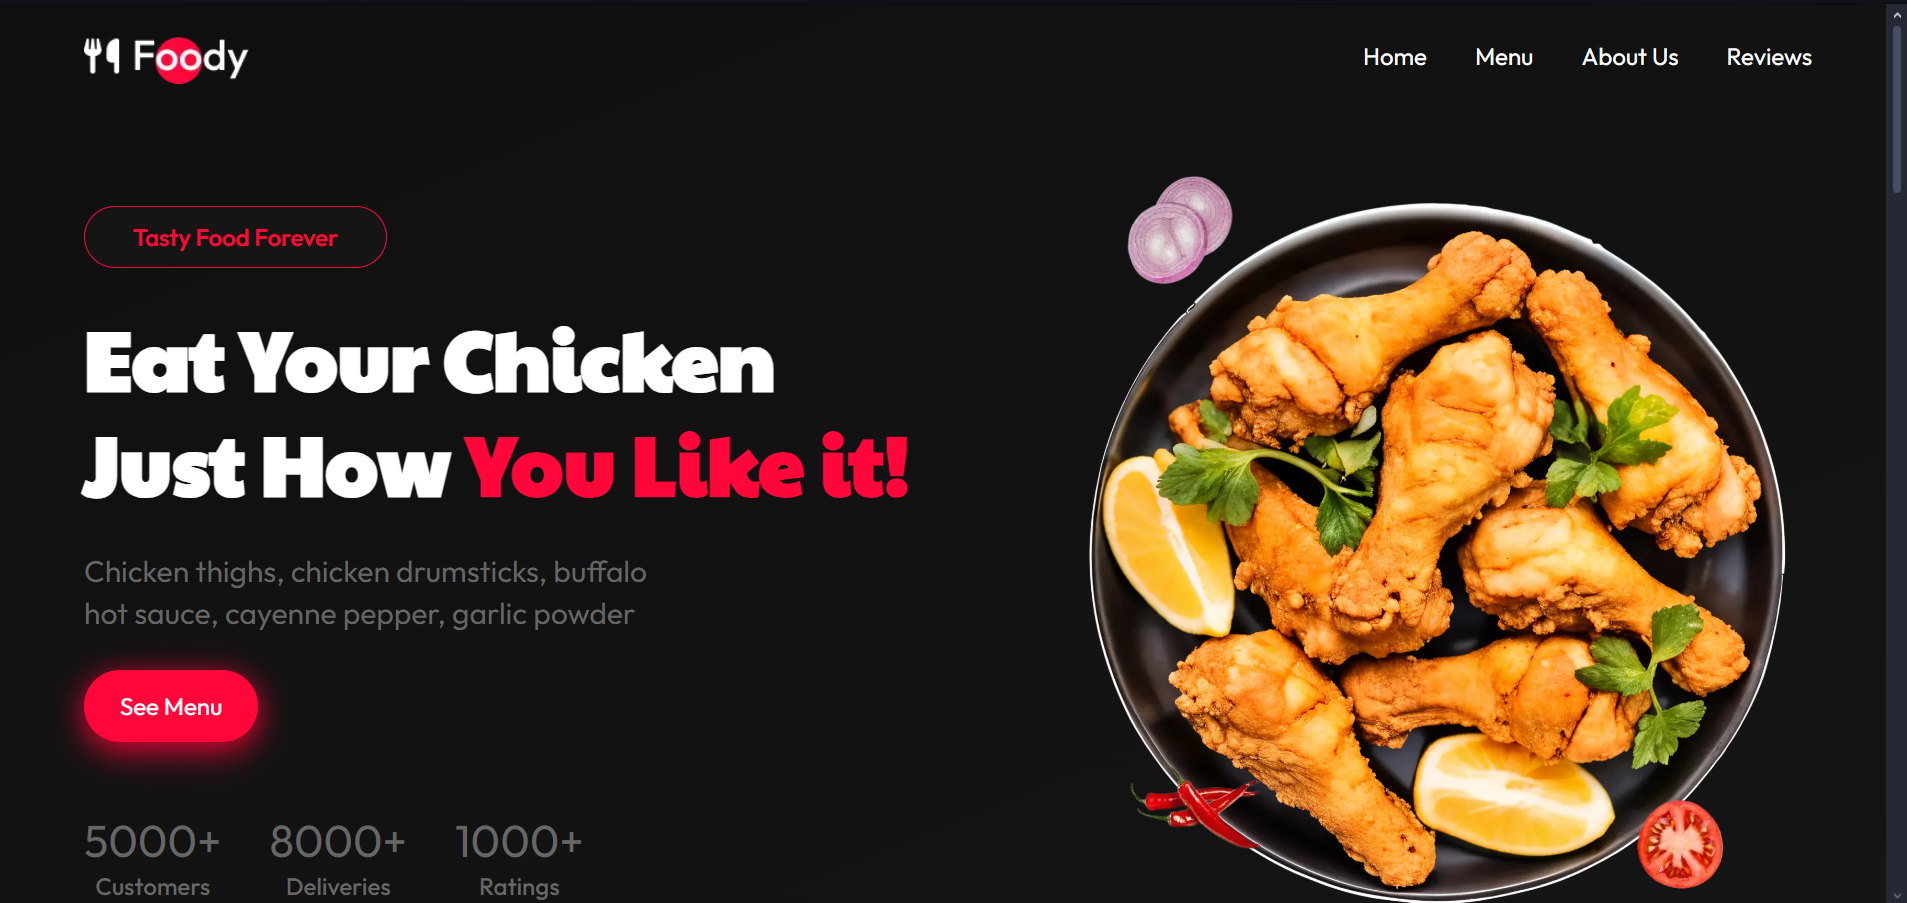 Foody
Home Menu About Us Reviews
Tasty Food Forever
Eat Your Chicken
Just How You Like it!
Chicken thighs, chicken drumsticks, buffalo
hot sauce, cayenne pepper, garlic powder
See Menu
5000+ 8000+ 1000+
Customers Deliveries Ratings